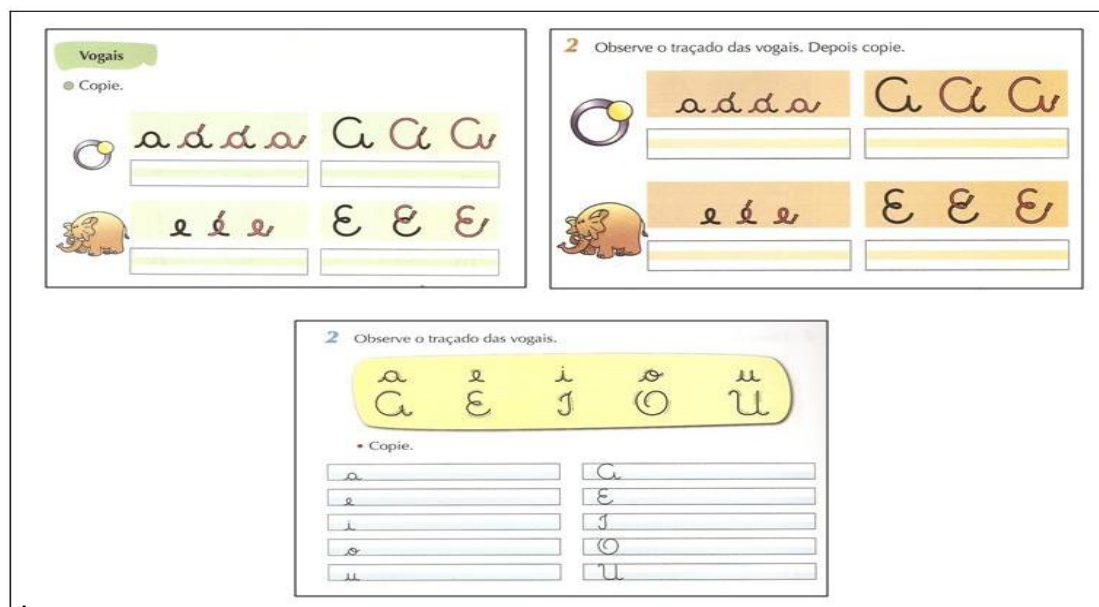 Vogais
Copie.
a a a a A A A
e e e E E E
2 Observe o traçado das vogais. Depois copie.
a a a a A A A
e e e E E E
2 Observe o traçado das vogais.
a e i o u
A E I O U
• Copie.
a A
e E
i I
o O
u U